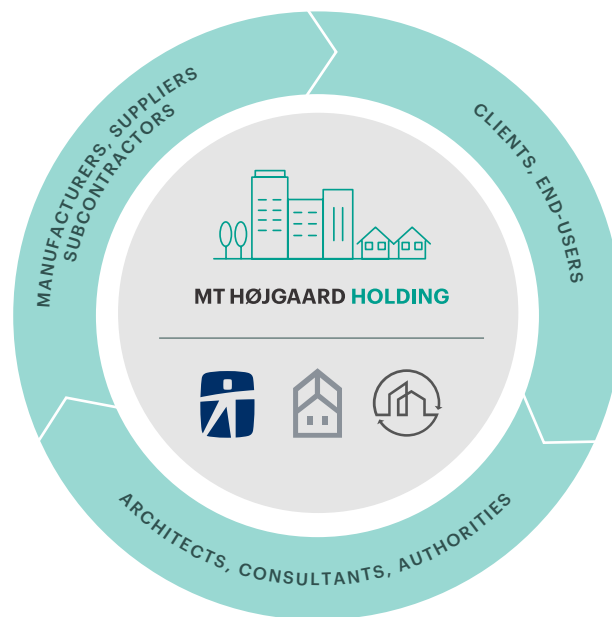 MANUFACTURERS, SUPPLIERS
SUBCONTRACTORS
CLIENTS, END-USERS
MT HØJGAARD HOLDING
ARCHITECTS, CONSULTANTS, AUTHORITIES